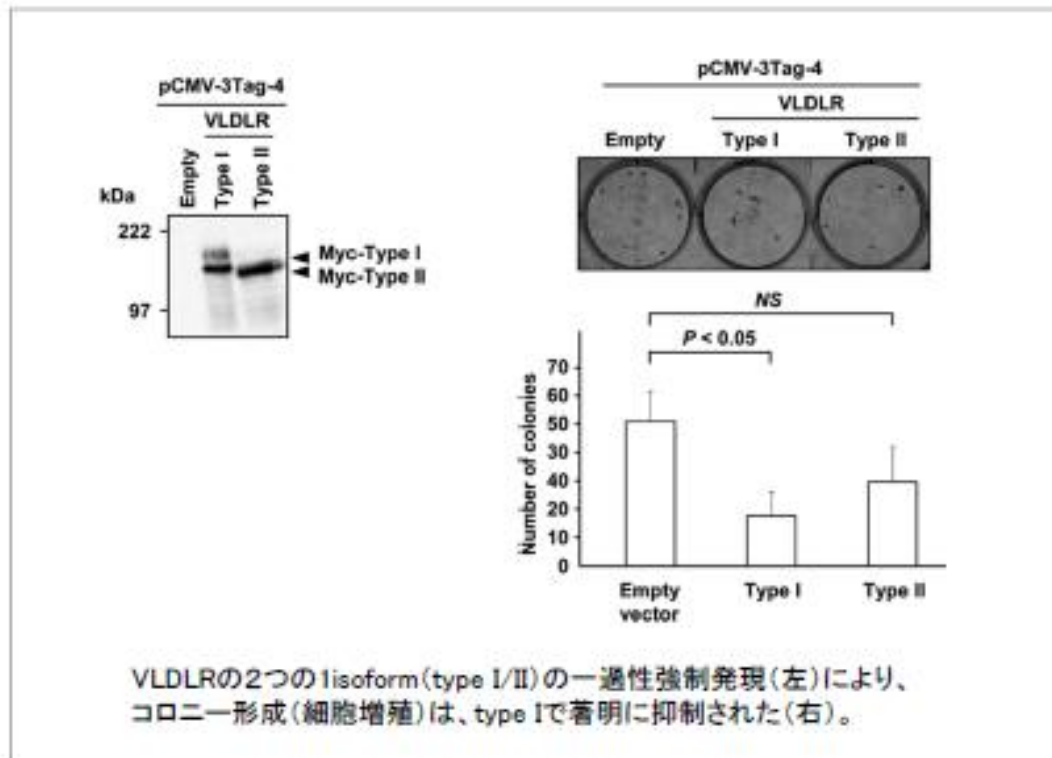 pCMV-3Tag-4
VLDLR
Empty
Type I
Type II
kDa
222
97
Myc-Type I
Myc-Type II
pCMV-3Tag-4
VLDLR
Empty
Type I
Type II
NS
P < 0.05
Number of colonies
70
60
50
30
40
20
10
0
Empty
vector
Type I
Type II
VLDLRの2つの1isoform(type I/II)の一過性強制発現(左)により、
コロニー形成(細胞増殖)は、type Iで著明に抑制された(右)。